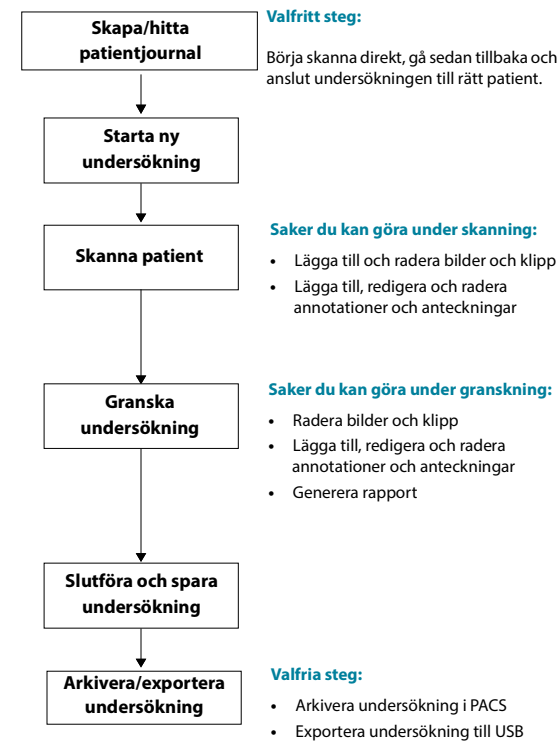 Skapa/hitta
patientjournal
Valfritt steg:
Börja skanna direkt, gå sedan tillbaka och
anslut undersökningen till rätt patient.
Starta ny
undersökning
Skanna patient
Saker du kan göra under skanning:
• Lägga till och radera bilder och klipp
• Lägga till, redigera och radera
annotationer och anteckningar
Granska
undersökning
Saker du kan göra under granskning:
• Radera bilder och klipp
• Lägga till, redigera och radera
annotationer och anteckningar
• Generera rapport
Slutföra och spara
undersökning
Arkivera/exportera
undersökning
Valfria steg:
• Arkivera undersökning i PACS
• Exportera undersökning till USB